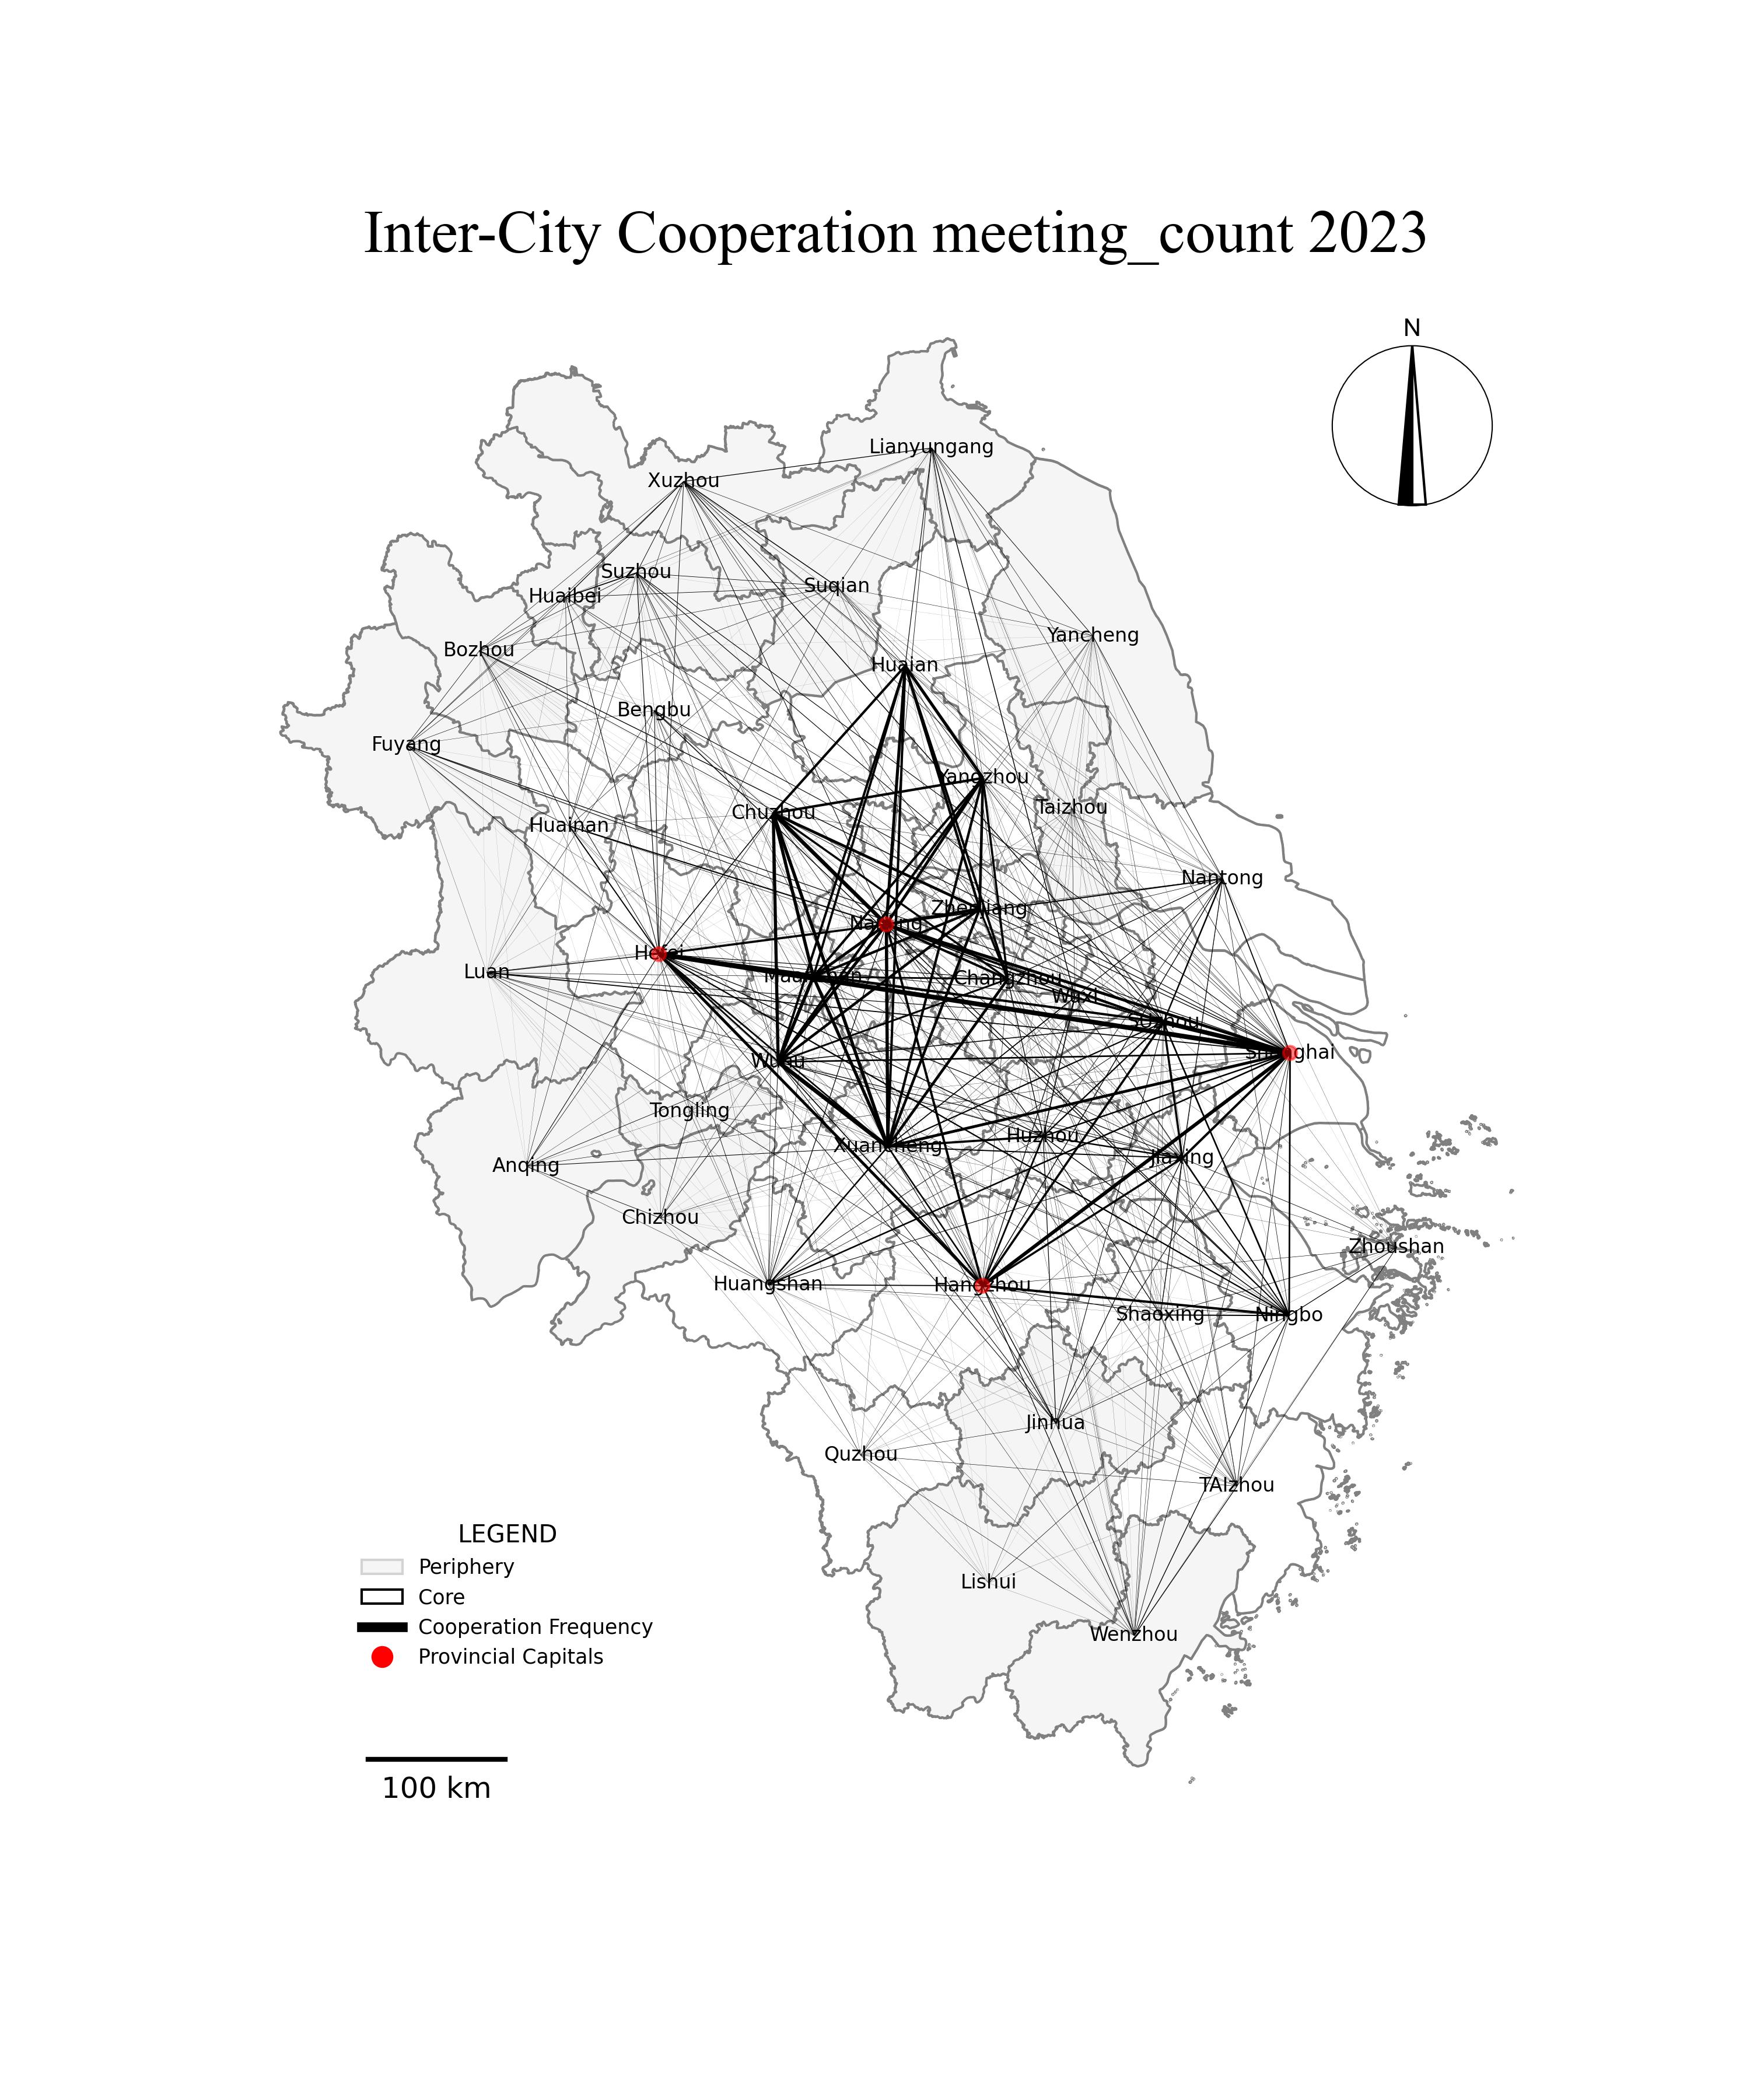 Inter-City Cooperation meeting_count 2023
N
Lianyungang
Xuzhou
Suzhou
Suqian
Huaibei
Yancheng
Bozhou
Huaian
Bengbu
Fuyang
Yangzhou
Taizhou
Chuzhou
Huainan
Nantong
Zhenjiang
Nanjing
Hefei
Luan
Maanshan
Changzhou
Wuxi
Suzhou
Shanghai
Wuhu
Tongling
Huzhou
Xuancheng
Jiaxing
Anqing
Chizhou
Zhoushan
Huangshan
Hangzhou
Shaoxing
Ningbo
Jinhua
Quzhou
TAIzhou
Lishui
Wenzhou
LEGEND
Periphery
Core
Cooperation Frequency
Provincial Capitals
100 km